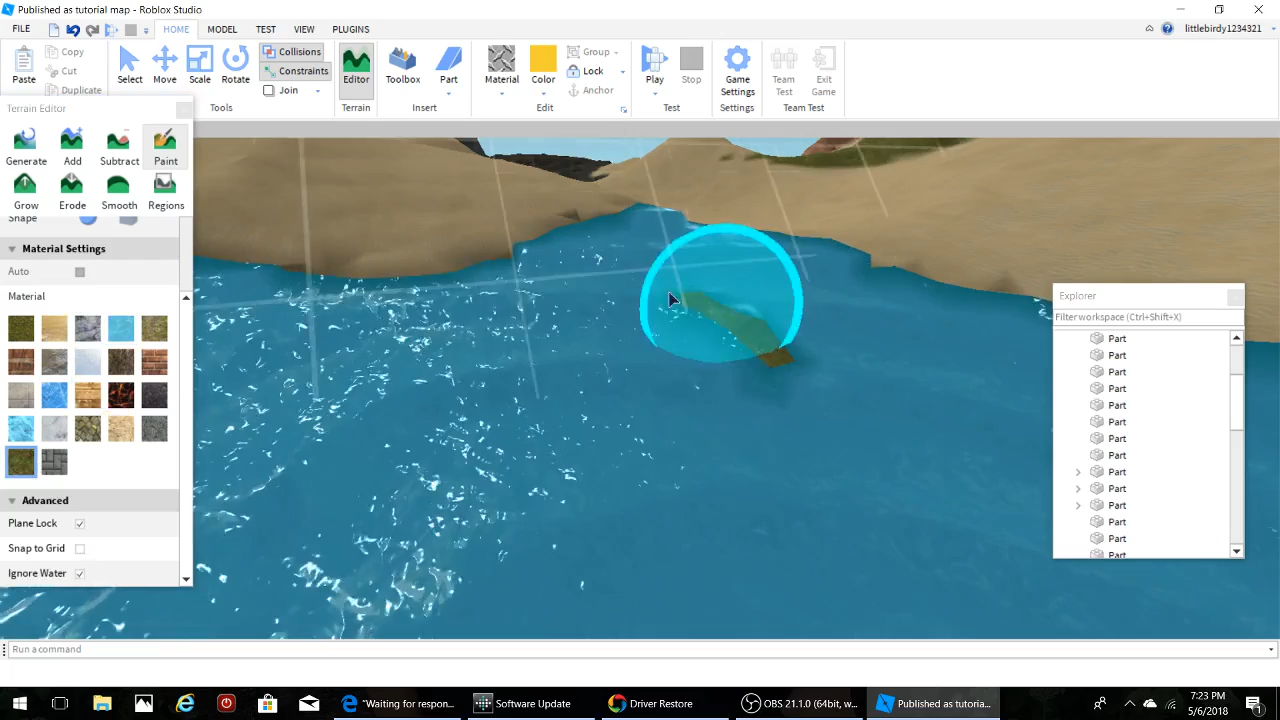 Published as tutorial map - Roblox Studio
FILE HOME MODEL TEST VIEW PLUGINS littlebirdy1234321
Paste Copy Cut Duplicate Select Move Scale Rotate Collisions Constraints Join Editor Toolbox Part Material Color Group Lock Anchor Play Stop Game Settings Team Test Exit Game
Tools Terrain Insert Edit Test Settings Team Test
Terrain Editor
Generate Add Subtract Paint
Grow Erode Smooth Regions
Shape
Material Settings
Auto
Material
Advanced
Plane Lock
Snap to Grid
Ignore Water
Explorer
Filter workspace (Ctrl+Shift+X)
Part
Part
Part
Part
Part
Part
Part
Part
Part
Part
Part
Part
Part
Part
Run a command
"Waiting for respon... Software Update Driver Restore OBS 21.1.0 (64bit, w... Published as tutoria...
7:23 PM
5/6/2018